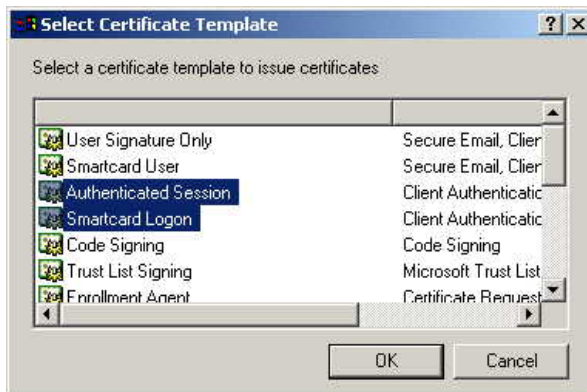 Select Certificate Template
Select a certificate template to issue certificates
User Signature Only Secure Email, Clien
Smartcard User Secure Email, Clien
Authenticated Session Client Authenticatic
Smartcard Logon Client Authenticatic
Code Signing Code Signing
Trust List Signing Microsoft Trust List
Enrollment Agent Certificate Request
OK Cancel